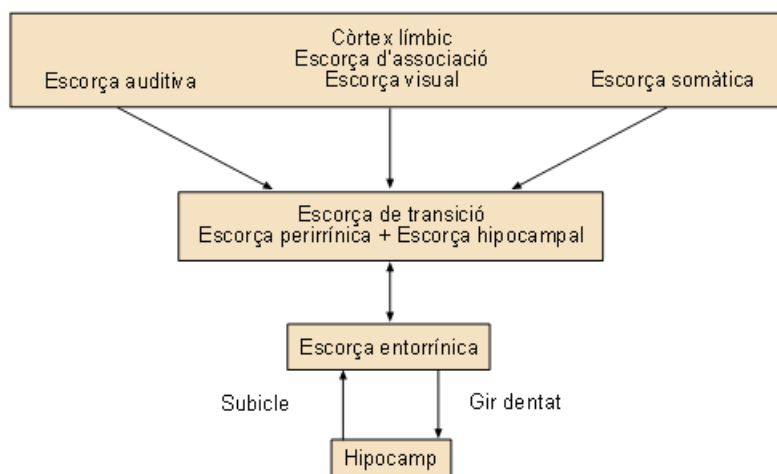 Còrtex límbic
Escorça d'associació
Escorça auditiva Escorça visual Escorça somàtica
Escorça de transició
Escorça perirrínica + Escorça hipocampal
Escorça entorrínica
Subicle Gir dentat
Hipocamp